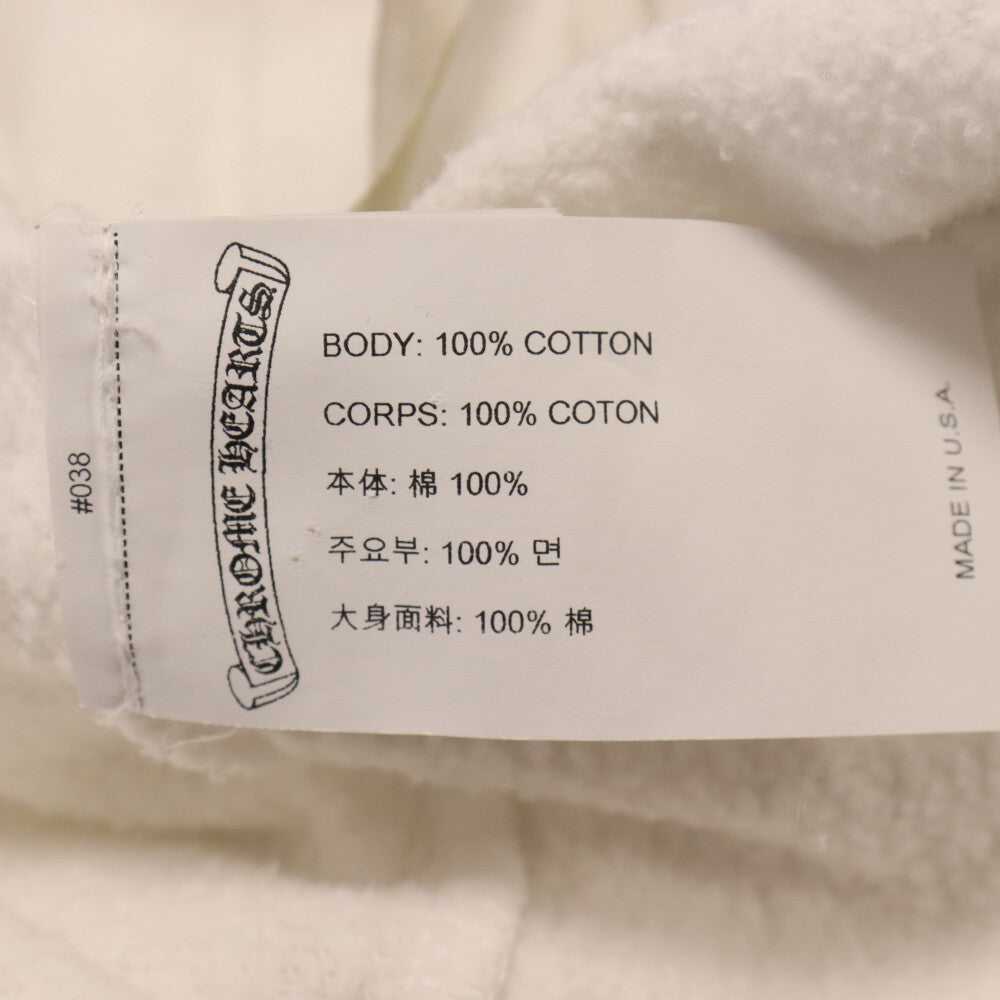 #038
CHROME HEARTS
BODY: 100% COTTON
CORPS: 100% COTON
本体: 棉 100%
주요부: 100% 면
大身面料: 100% 棉
MADE IN U.S.A.